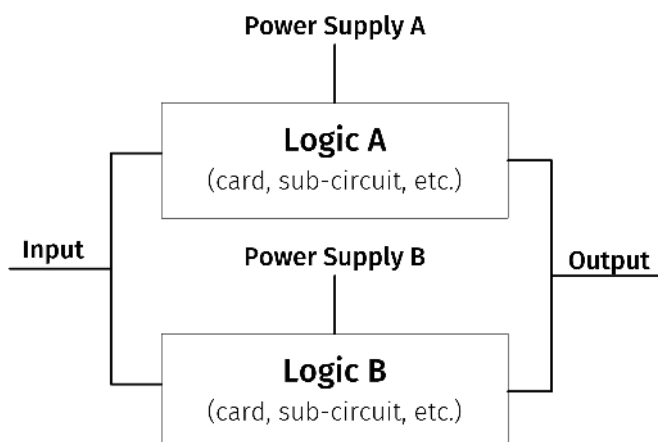 Power Supply A
Logic A
(card, sub-circuit, etc.)
Input
Power Supply B
Output
Logic B
(card, sub-circuit, etc.)